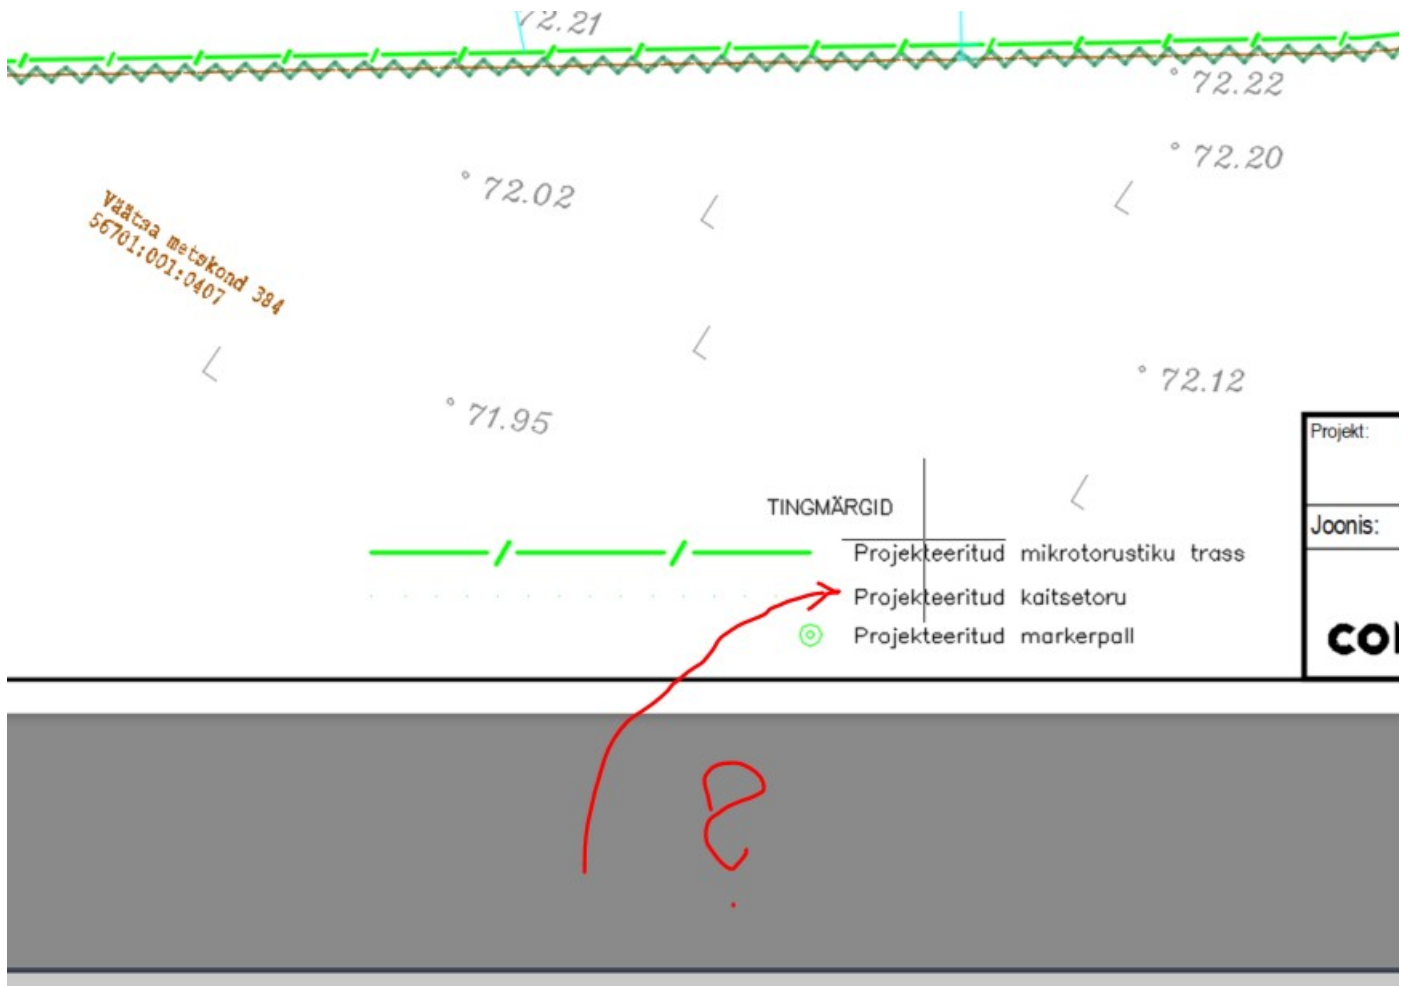 72.21
72.22
72.20
72.02
Väätsa metskond 384
56701:001:0407
72.12
71.95
Projekt:
TINGMÄRGID
Joonis:
Projekteeritud mikrotorustiku trass
Projekteeritud kaitsetoru
Projekteeritud markerpall
?